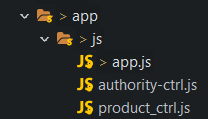 > app
> js
> app.js
authority-ctrl.js
product_ctrl.js